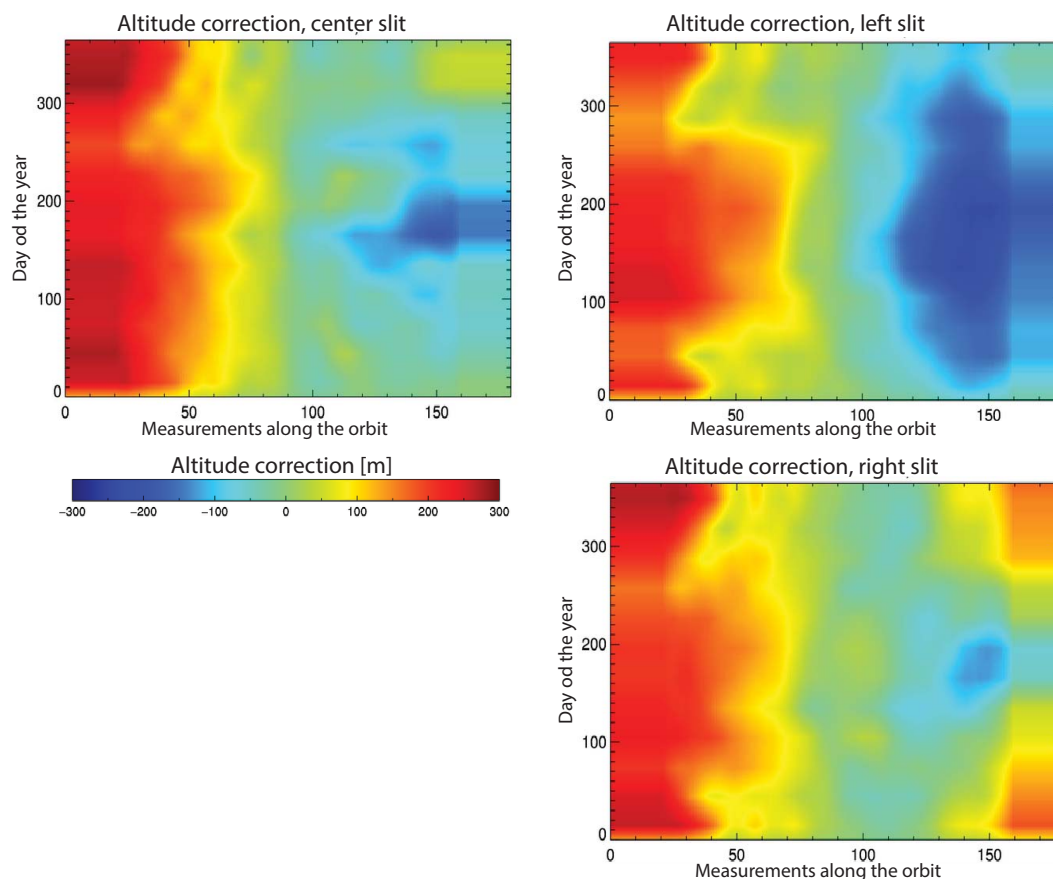 Altitude correction, center slit
300
200
100
0
0 50 100 150
Day od the year
Measurements along the orbit
Altitude correction, left slit
300
200
100
0
0 50 100 150
Day od the year
Measurements along the orbit
Altitude correction [m]
−300 −200 −100 0 100 200 300
Altitude correction, right slit
300
200
100
0
0 50 100 150
Day od the year
Measurements along the orbit